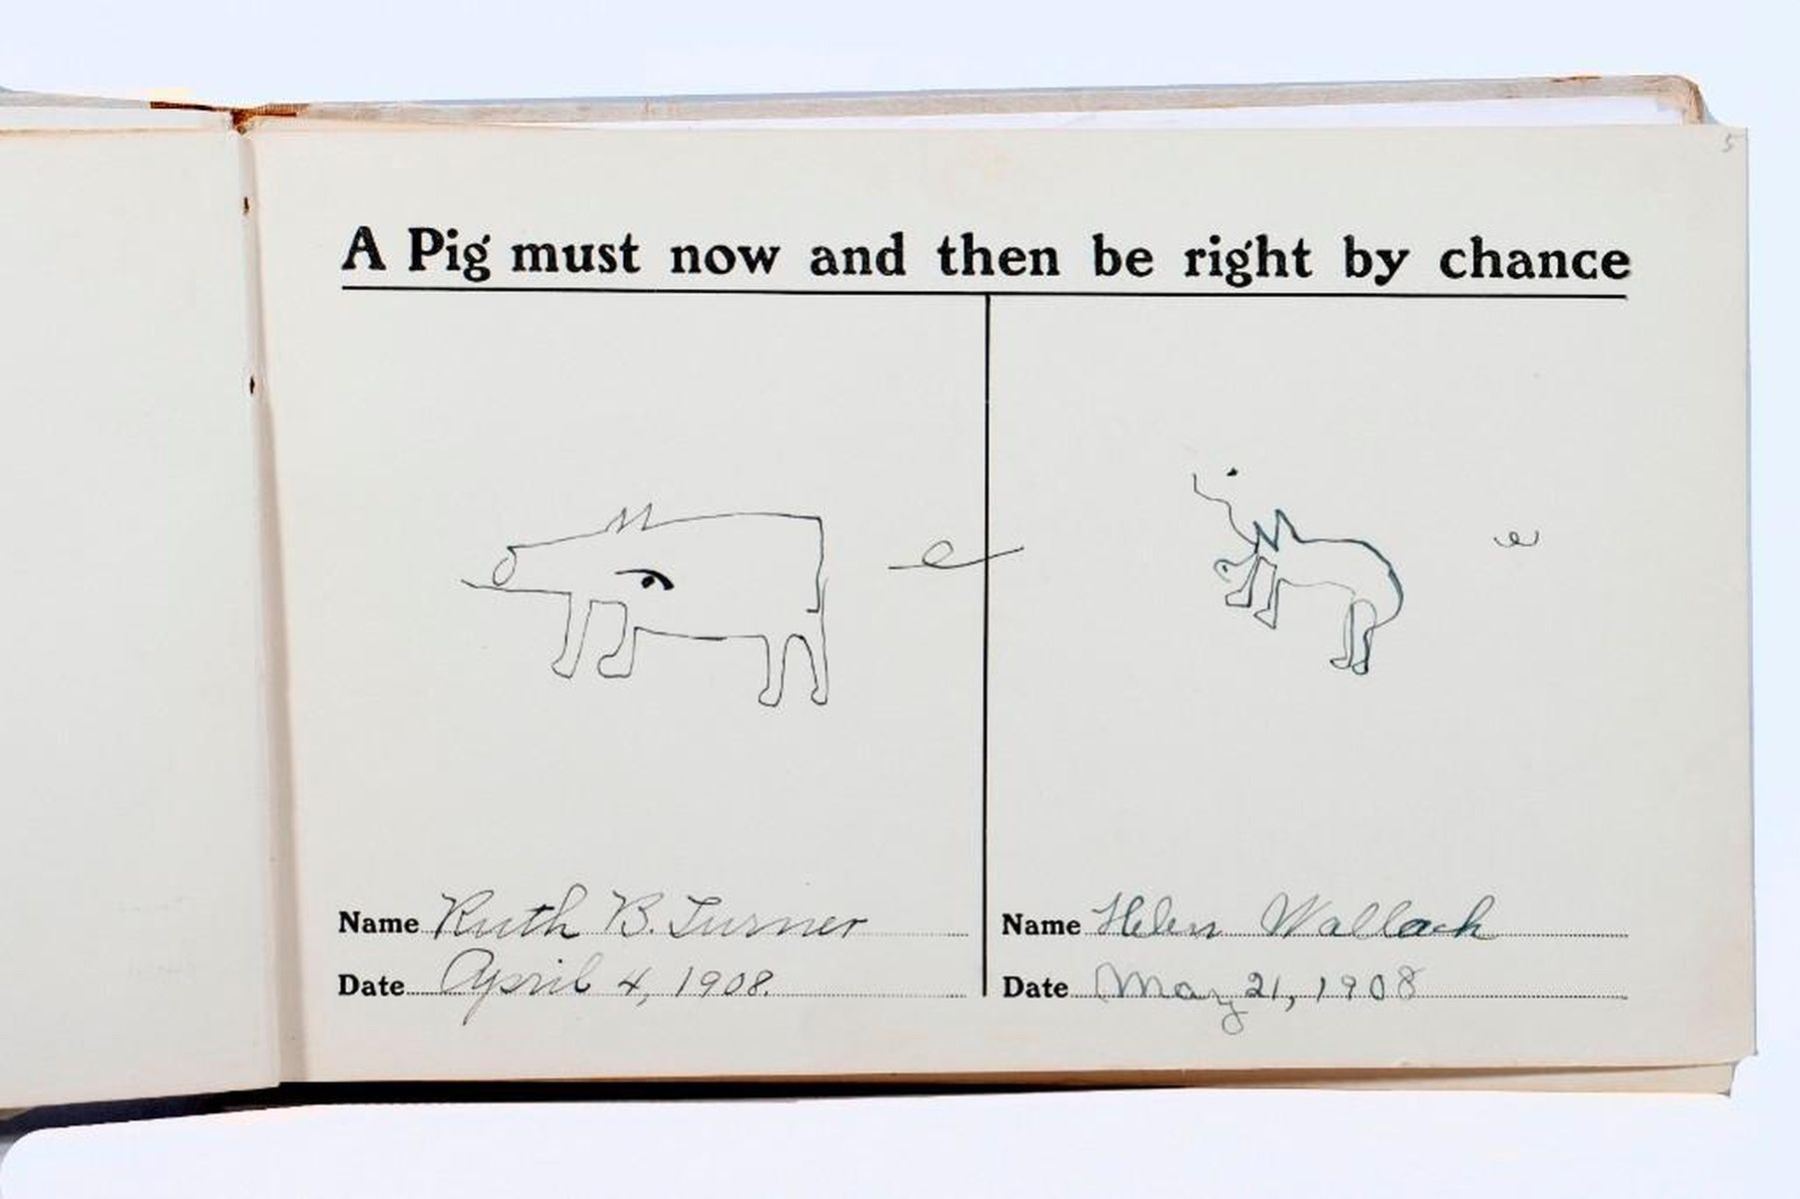 5
A Pig must now and then be right by chance
Name Ruth B. Turner
Date April 4, 1908.
Name Helen Wallach
Date May 21, 1908